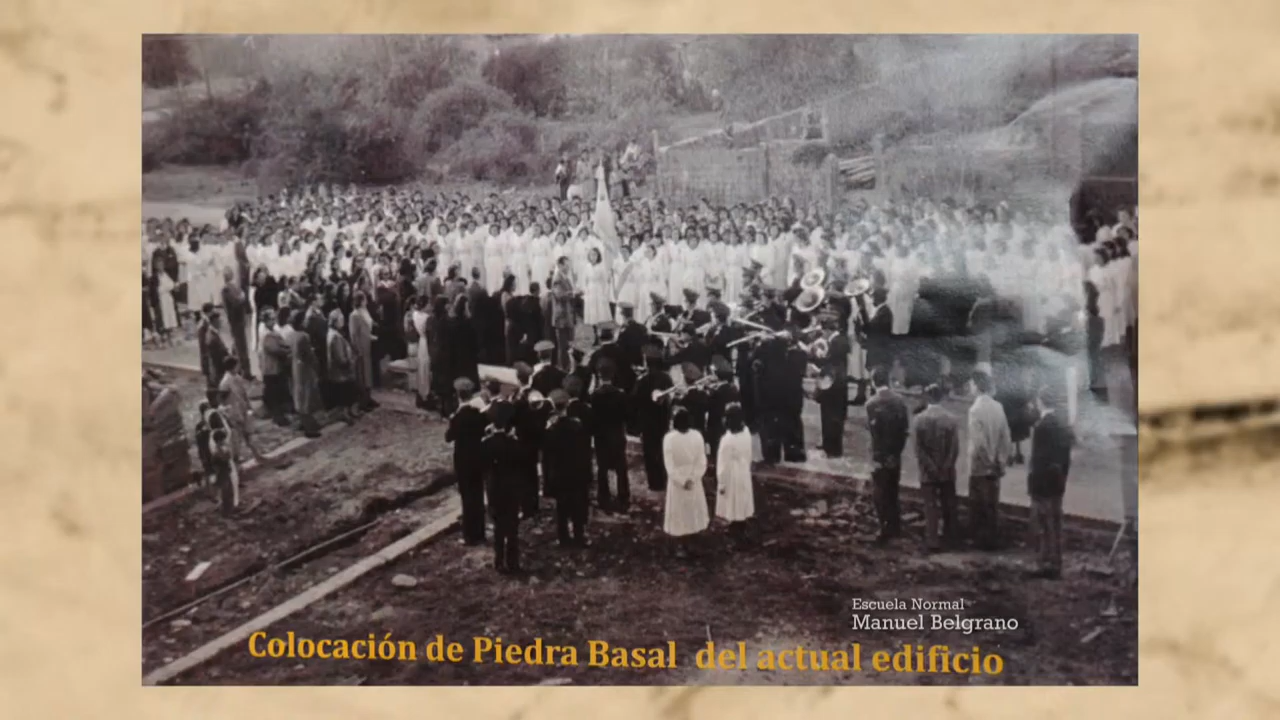 Escuela Normal
Manuel Belgrano
Colocación de Piedra Basal del actual edificio